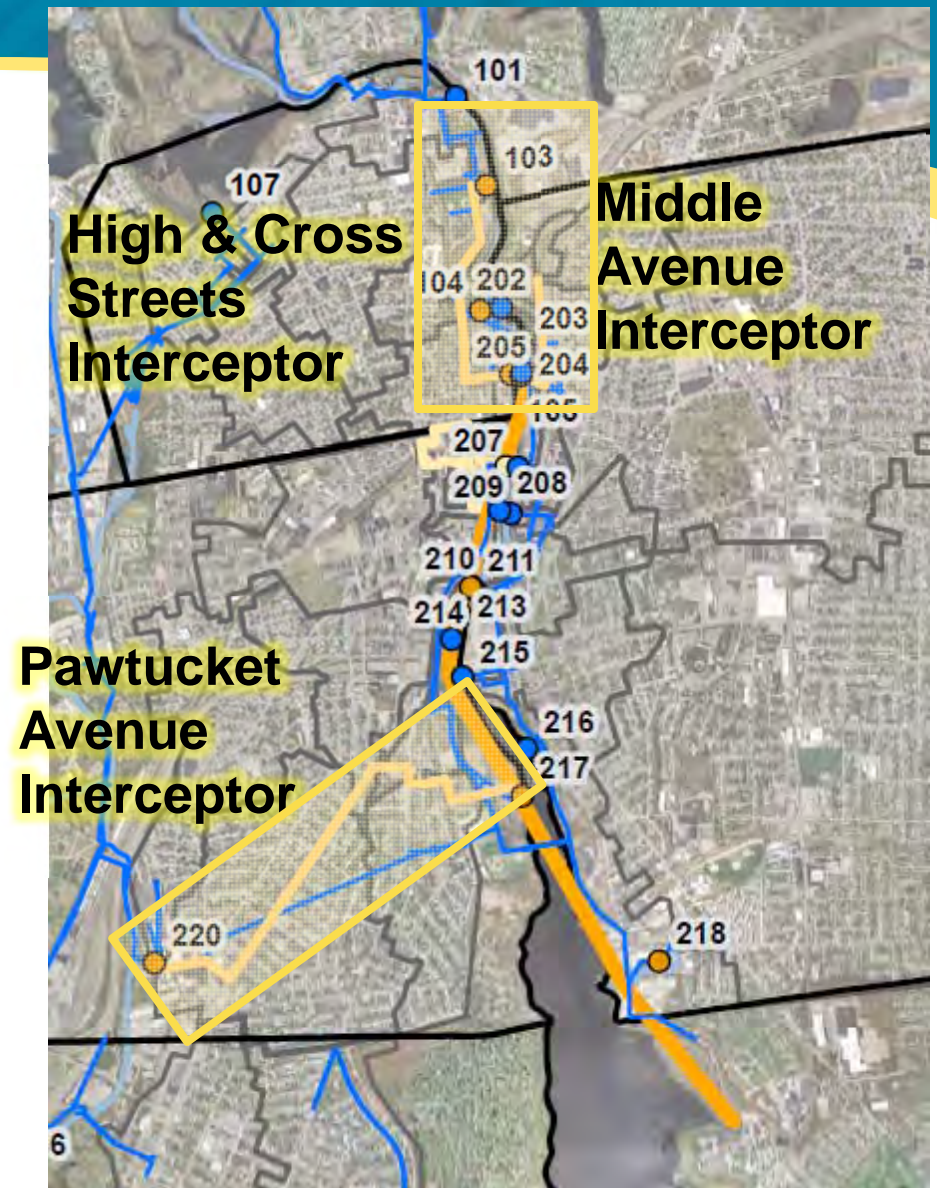 101
103
107
High & Cross
Streets
Interceptor
Middle
Avenue
Interceptor
104 202
203
205 204
207
209 208
210 211
214 213
215
Pawtucket
Avenue
Interceptor
216
217
220
218
6